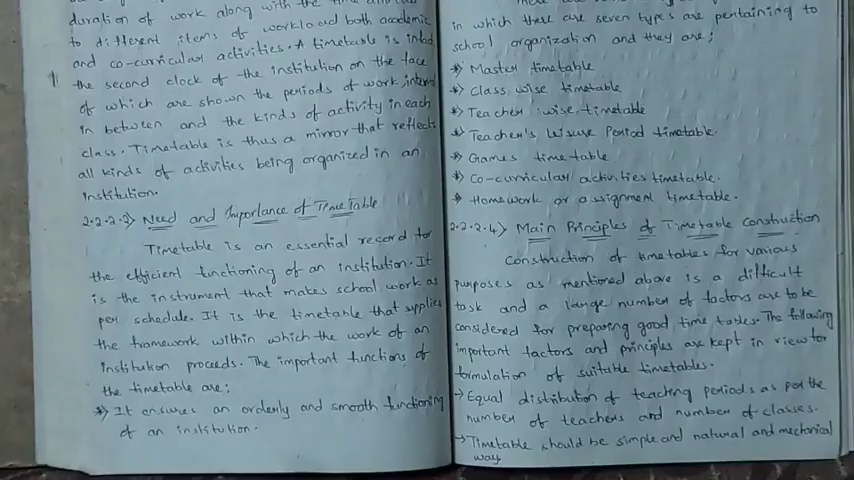 duration of work along with the time and
to different items of workload both academic
and co-curricular activities. A timetable is
the second clock of the institution on the face
of which are shown the periods of work, interval
in between and the kinds of activity in each
class. Timetable is thus a mirror that reflects
all kinds of activities being organized in an
institution.
2.2.2.3) Need and Importance of TimeTable
Timetable is an essential record for
the efficient functioning of an institution. It
is the instrument that makes school work as
per schedule. It is the timetable that supplies
the framework within which the work of an
institution proceeds. The important functions of
the timetable are:
*) It ensures an orderly and smooth functioning
of an institution.
in which there are seven types are pertaining to
school organization and they are;
*) Master timetable
*) Class wise timetable
*) Teacher wise timetable
*) Teacher's leisure Period timetable.
*) Games time table
*) Co-curricular activities timetable.
* Homework or assignment timetable.
2.2.2.4) Main Principles of Timetable Construction
Construction of timetables for various
purposes as mentioned above is a difficult
task and a large number of factors are to be
considered for preparing good time tables. The following
important factors and principles are kept in view for
formulation of suitable timetables.
→ Equal distibution of teaching periods as per the
number of teachers and number of classes.
→ Timetable should be simple and natural and mechanical
way